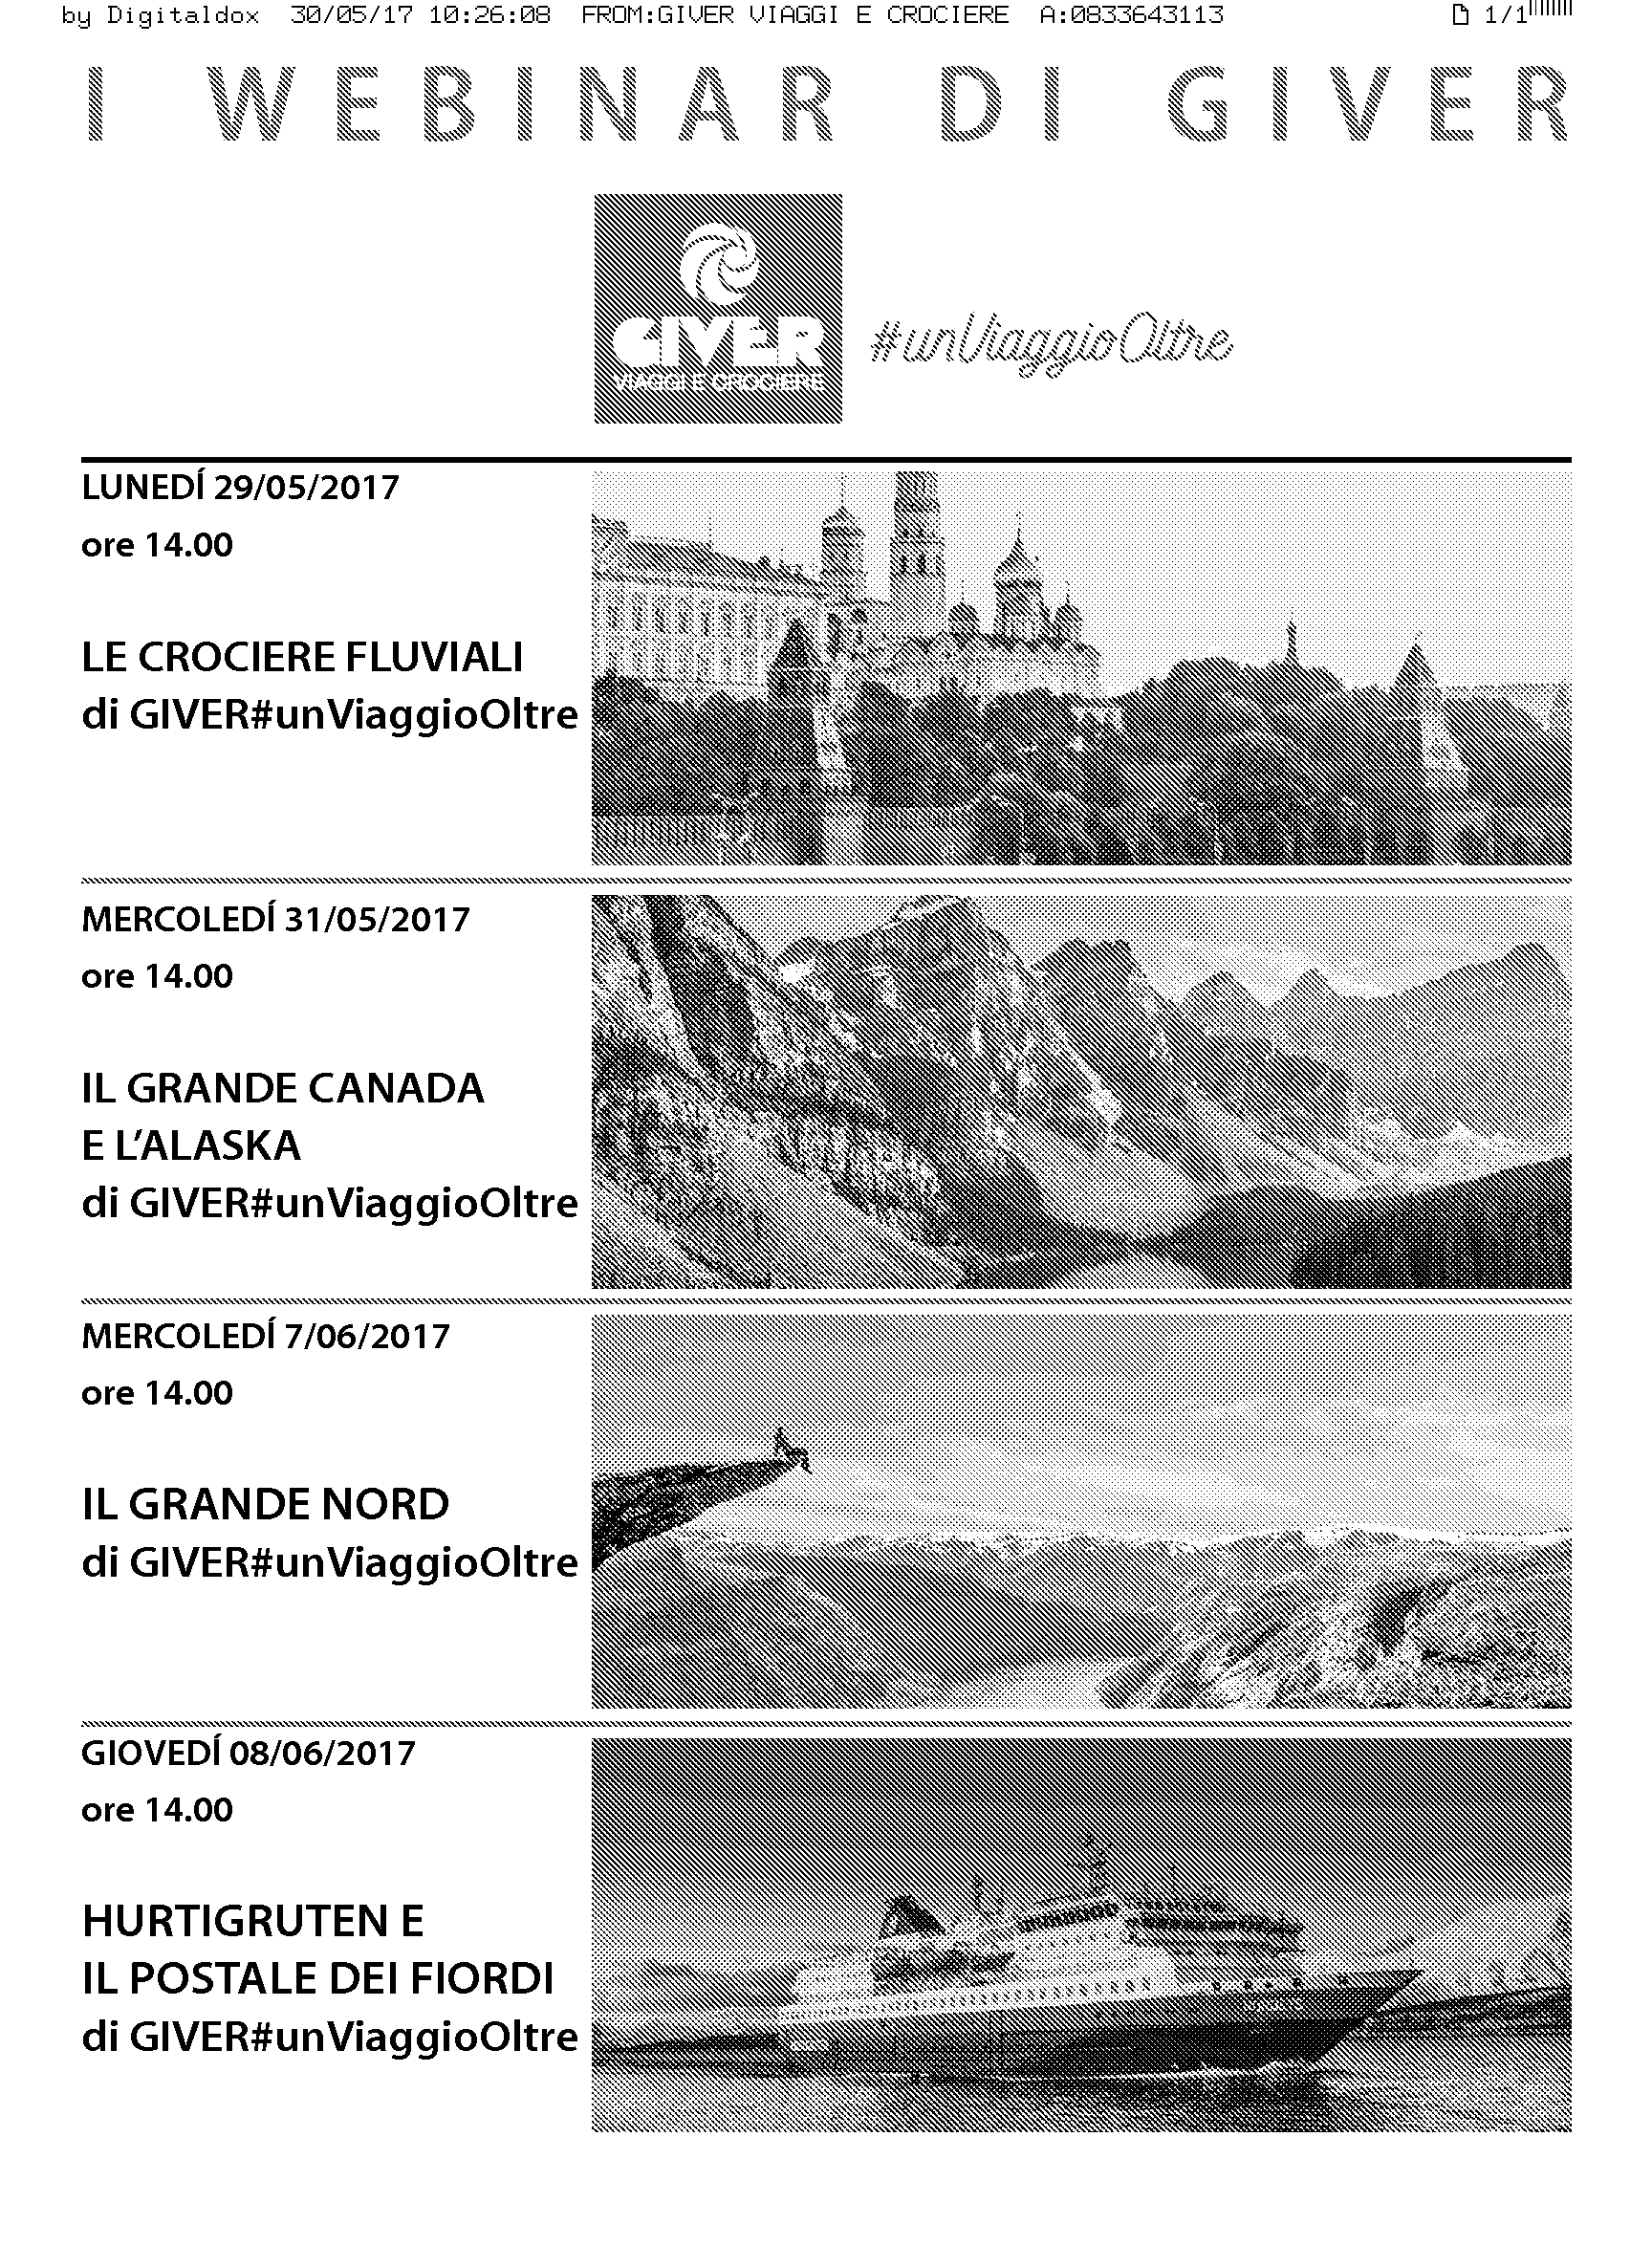 by Digitaldox 30/05/17 10:26:08 FROM:GIVER VIAGGI E CROCIERE A:0833643113 1/1
I WEBINAR DI GIVER
GIVER
VIAGGI E CROCIERE
#unViaggioOltre
LUNEDÍ 29/05/2017
ore 14.00
LE CROCIERE FLUVIALI
di GIVER#unViaggioOltre
MERCOLEDÍ 31/05/2017
ore 14.00
IL GRANDE CANADA
E L’ALASKA
di GIVER#unViaggioOltre
MERCOLEDÍ 7/06/2017
ore 14.00
IL GRANDE NORD
di GIVER#unViaggioOltre
GIOVEDÍ 08/06/2017
ore 14.00
HURTIGRUTEN E
IL POSTALE DEI FIORDI
di GIVER#unViaggioOltre